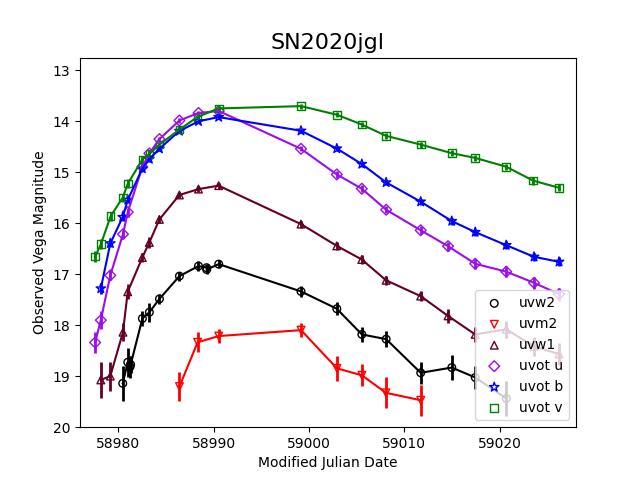 SN2020jgl
Observed Vega Magnitude
13
14
15
16
17
18
19
20
58980
58990
59000
59010
59020
Modified Julian Date
uvw2
uvm2
uvw1
uvot u
uvot b
uvot v